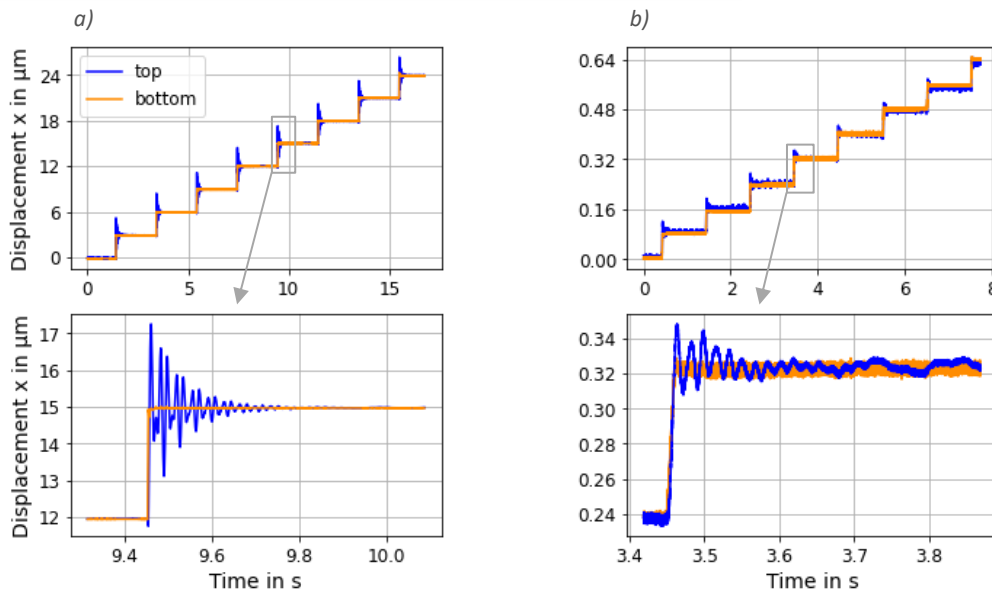 a)
b)
Displacement x in µm
24
18
12
6
0
top
bottom
0 5 10 15
0.64
0.48
0.32
0.16
0.00
0 2 4 6 8
Displacement x in µm
17
16
15
14
13
12
9.4 9.6 9.8 10.0
Time in s
0.34
0.32
0.30
0.28
0.26
0.24
3.4 3.5 3.6 3.7 3.8
Time in s